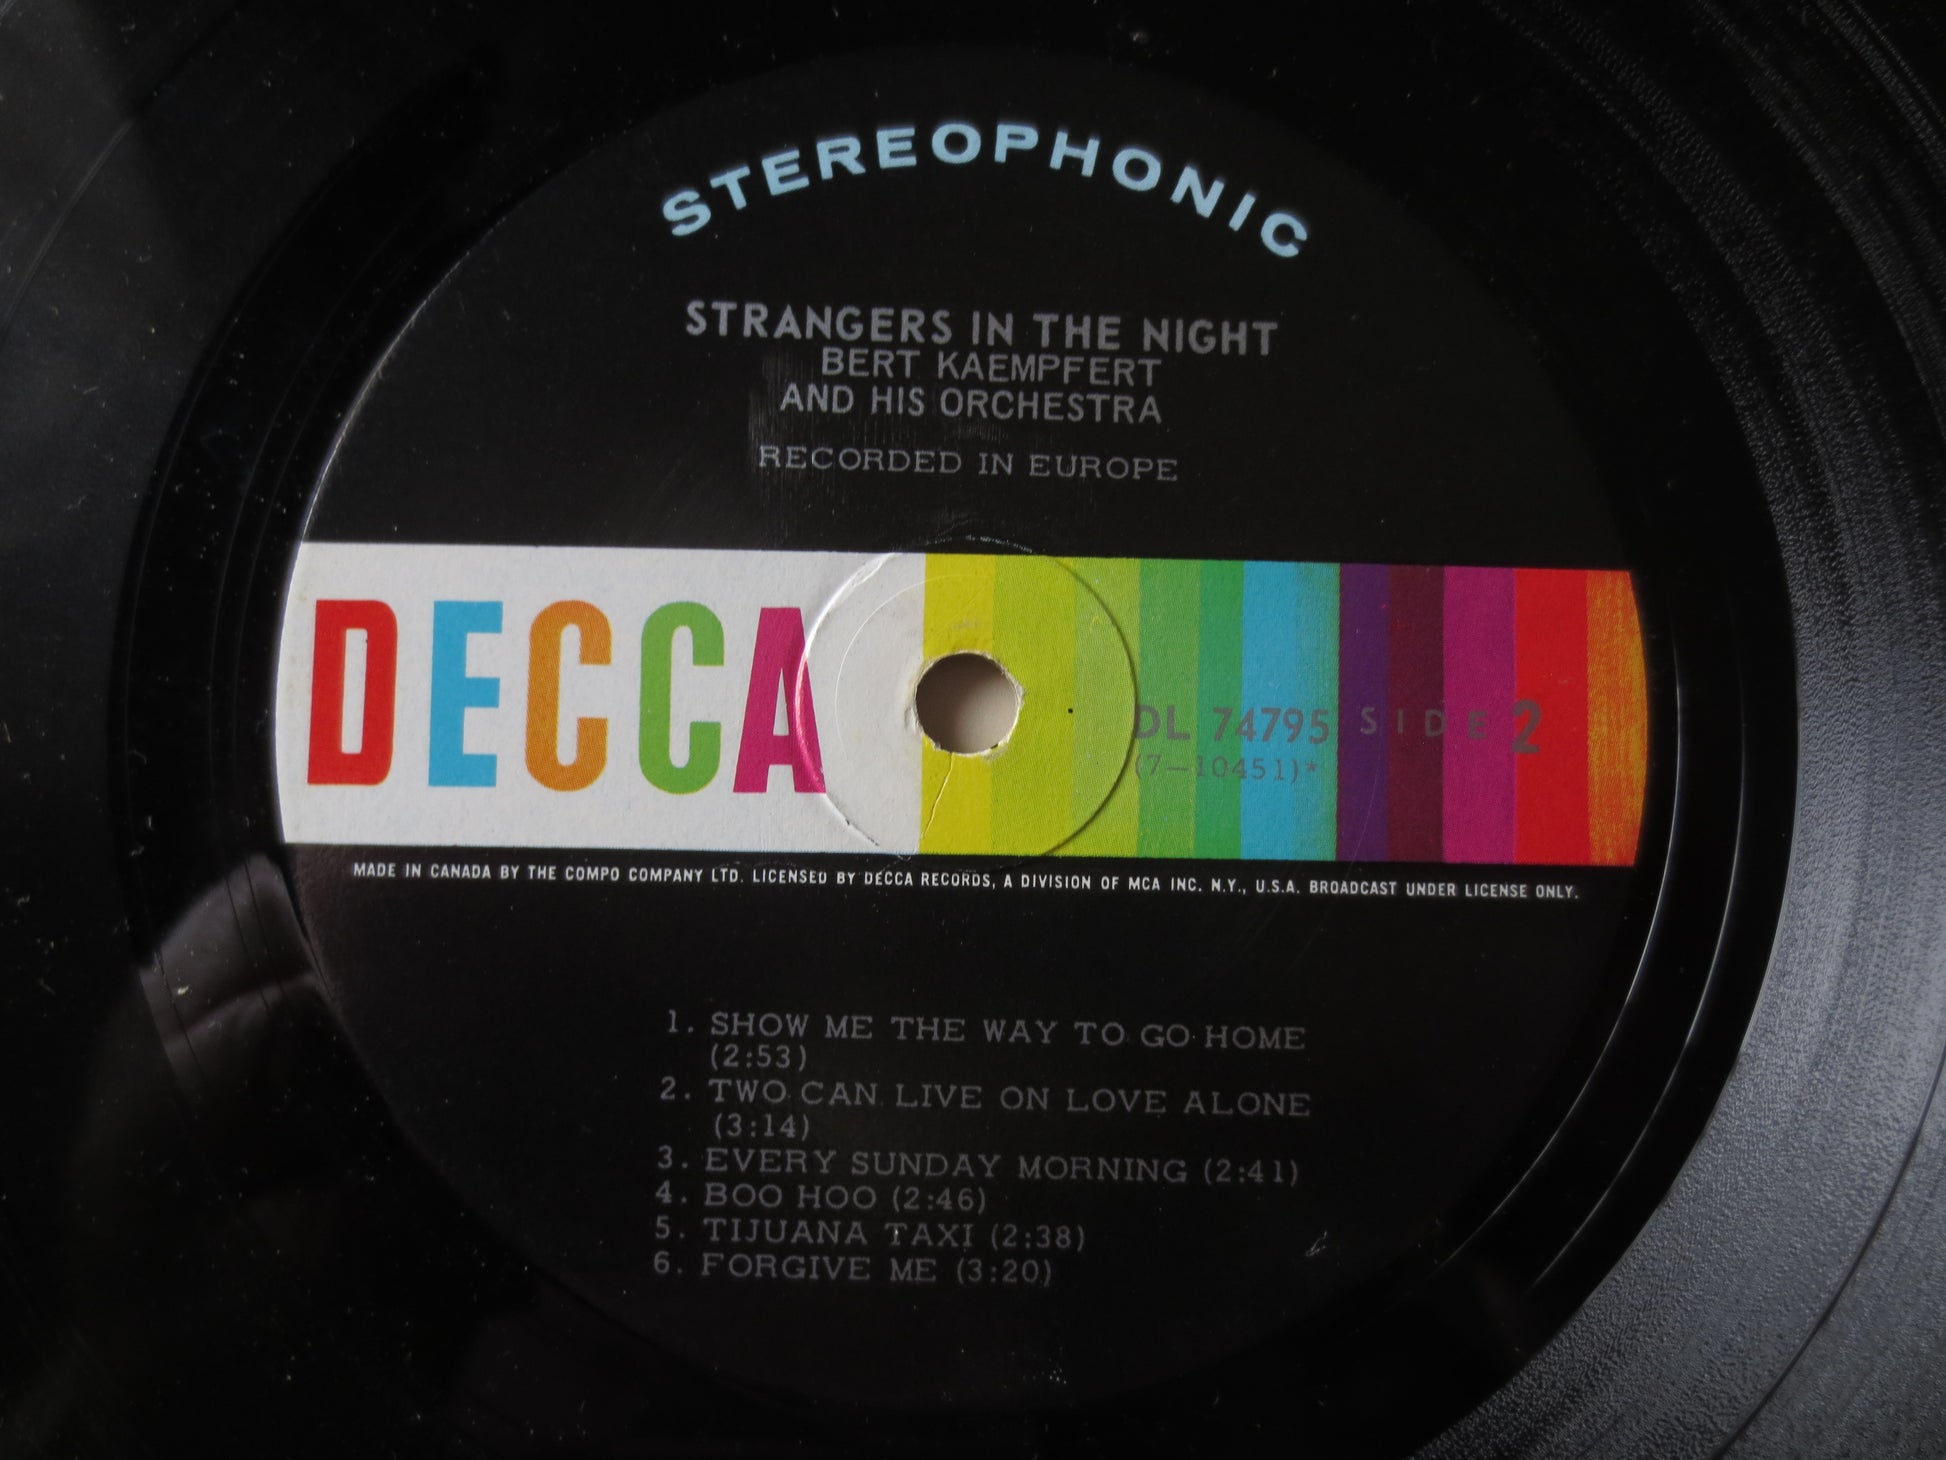 STEREOPHONIC
STRANGERS IN THE NIGHT
BERT KAEMPFERT
AND HIS ORCHESTRA
RECORDED IN EUROPE
DECCA
DL 74795 SIDE 2
(7-10451)*
MADE IN CANADA BY THE COMPO COMPANY LTD. LICENSED BY DECCA RECORDS, A DIVISION OF MCA INC. N.Y., U.S.A. BROADCAST UNDER LICENSE ONLY.
1. SHOW ME THE WAY TO GO HOME
(2:53)
2. TWO CAN LIVE ON LOVE ALONE
(3:14)
3. EVERY SUNDAY MORNING (2:41)
4. BOO HOO (2:46)
5. TIJUANA TAXI (2:38)
6. FORGIVE ME (3:20)